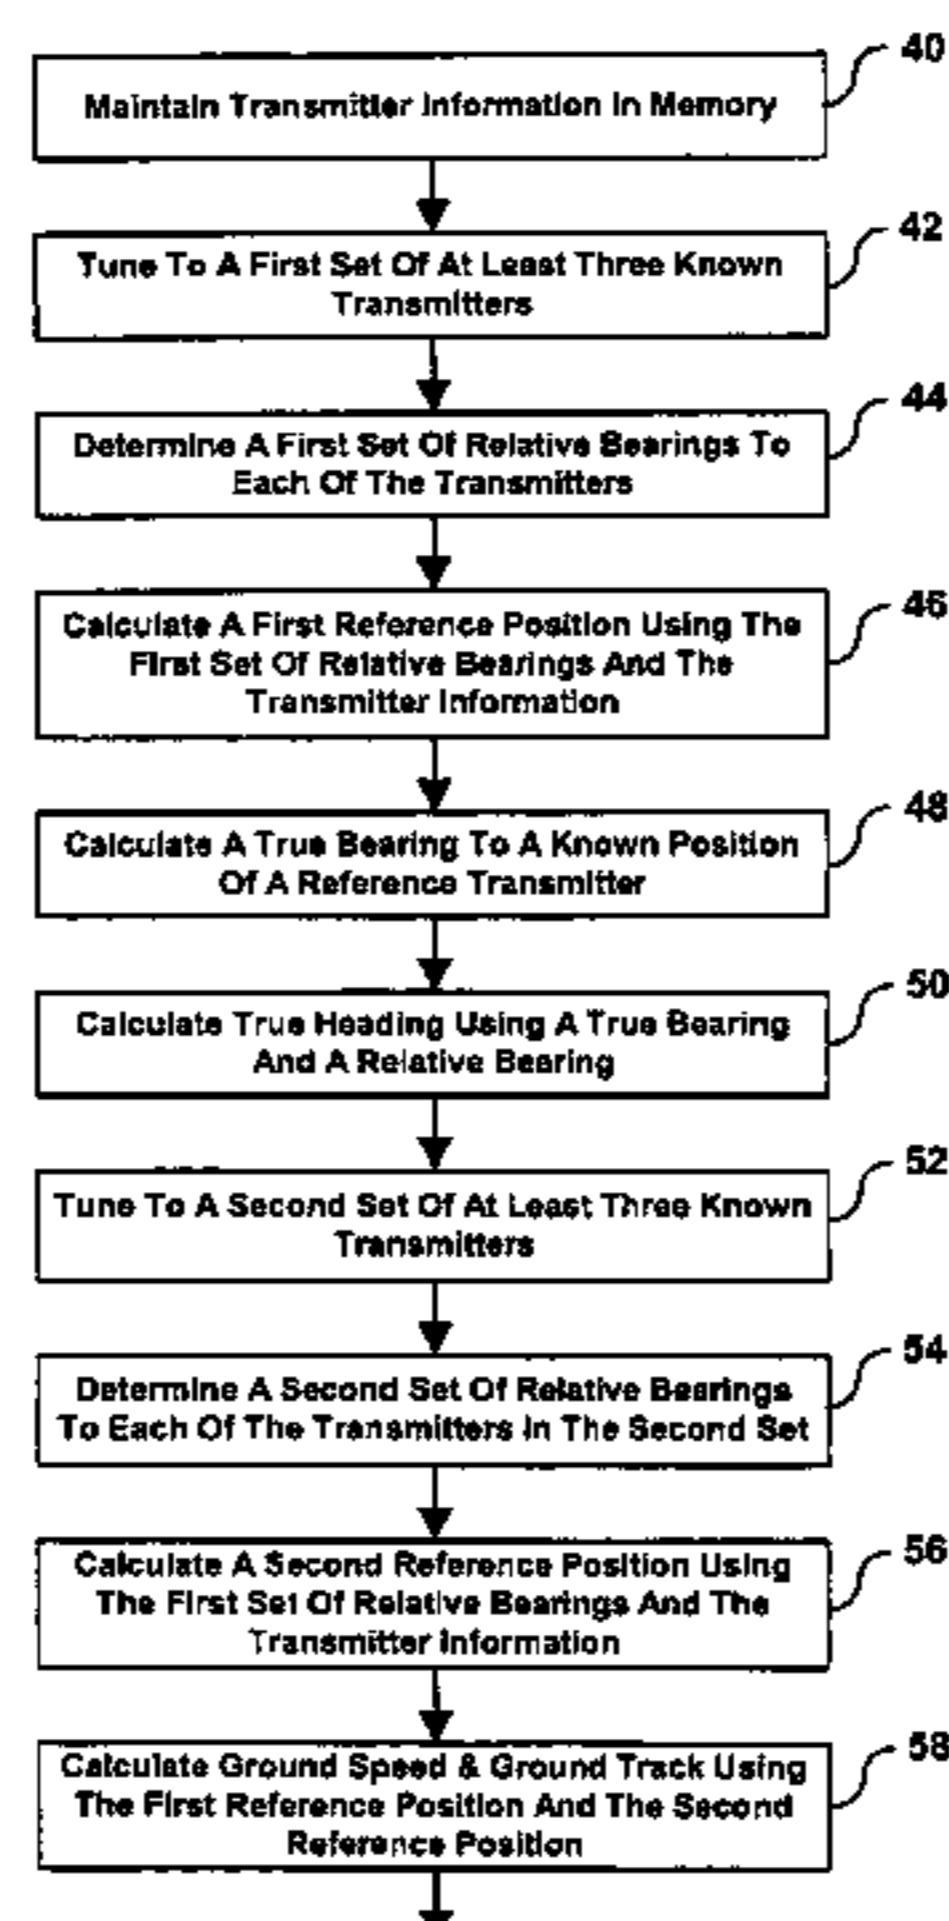 40
Maintain Transmitter Information In Memory
42
Tune To A First Set Of At Least Three Known
Transmitters
44
Determine A First Set Of Relative Bearings To
Each Of The Transmitters
46
Calculate A First Reference Position Using The
First Set Of Relative Bearings And The
Transmitter Information
48
Calculate A True Bearing To A Known Position
Of A Reference Transmitter
50
Calculate True Heading Using A True Bearing
And A Relative Bearing
52
Tune To A Second Set Of At Least Three Known
Transmitters
54
Determine A Second Set Of Relative Bearings
To Each Of The Transmitters In The Second Set
56
Calculate A Second Reference Position Using
The First Set Of Relative Bearings And The
Transmitter Information
58
Calculate Ground Speed & Ground Track Using
The First Reference Position And The Second
Reference Position